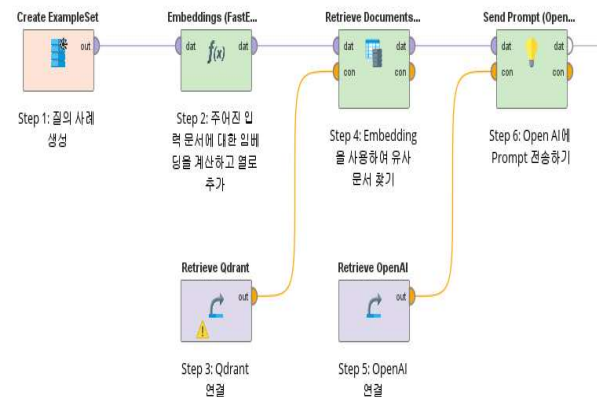 Create ExampleSet
out
Step 1: 질의 사례
생성
Embeddings (FastE...
dat
f(x)
dat
Step 2: 주어진 입
력 문서에 대한 임베
딩을 계산하고 열로
추가
Retrieve Documents...
dat
dat
con
con
Step 4: Embedding
을 사용하여 유사
문서 찾기
Send Prompt (Open...
dat
dat
con
con
Step 6: Open AI에
Prompt 전송하기
Retrieve Qdrant
out
Step 3: Qdrant
연결
Retrieve OpenAI
out
Step 5: OpenAI
연결